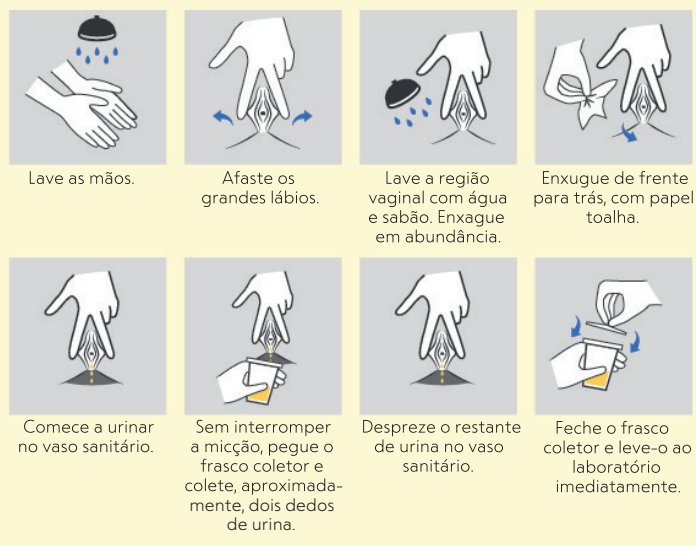 Lave as mãos.
Afaste os
grandes lábios.
Lave a região
vaginal com água
e sabão. Enxague
em abundância.
Enxugue de frente
para trás, com papel
toalha.
Comece a urinar
no vaso sanitário.
Sem interromper
a micção, pegue o
frasco coletor e
colete, aproximada-
mente, dois dedos
de urina.
Despreze o restante
de urina no vaso
sanitário.
Feche o frasco
coletor e leve-o ao
laboratório
imediatamente.